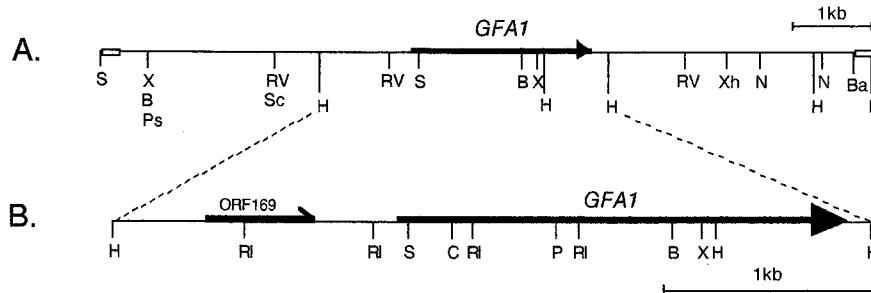 1kb
GFA1
A.
S X RV RV S B X RV Xh N N Ba
B Sc H H H H H
Ps
ORF169 GFA1
B.
H RI RI S C RI P RI B X H H
1kb